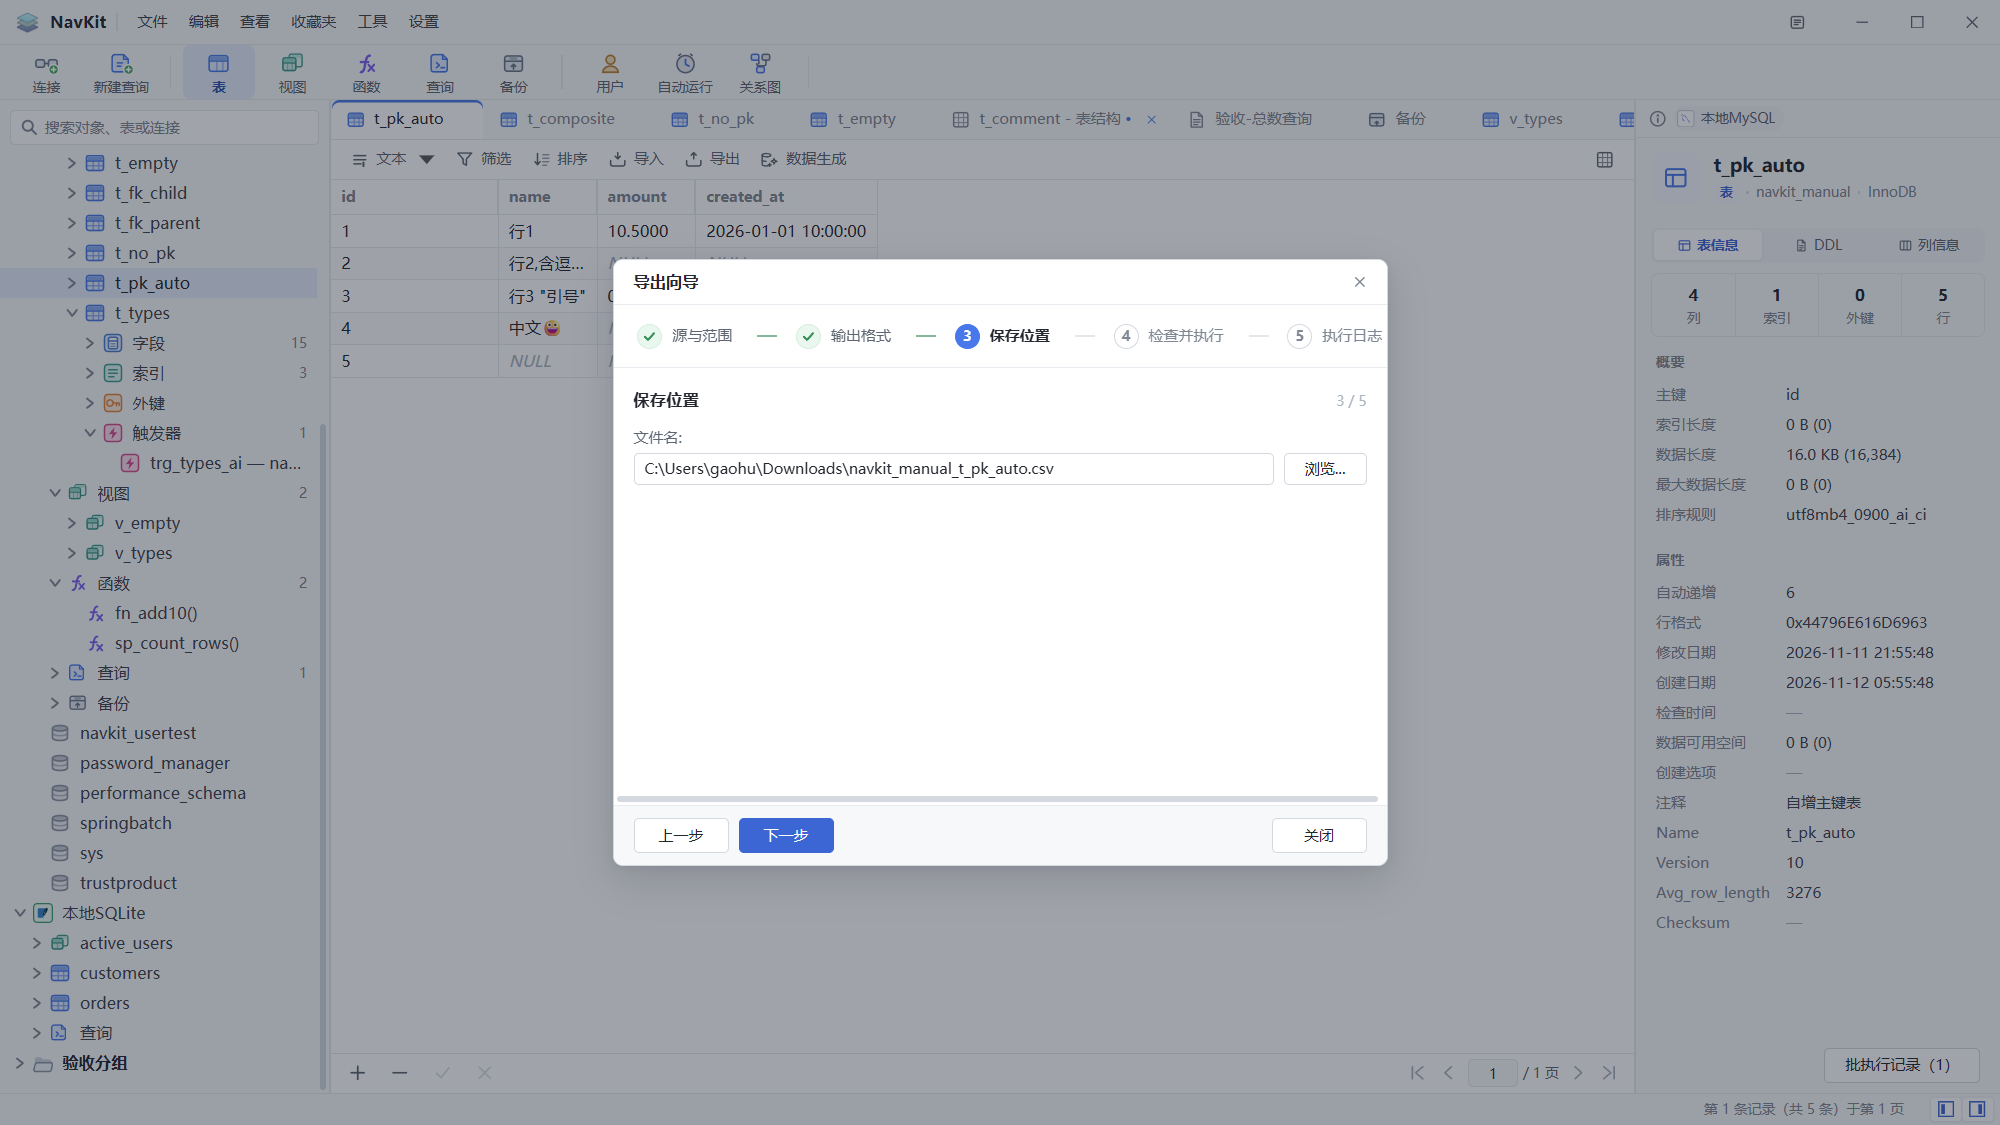 NavKit 文件 编辑 查看 收藏夹 工具 设置
连接 新建查询 表 视图 函数 查询 备份 用户 自动运行 关系图
搜索对象、表或连接
t_empty
t_fk_child
t_fk_parent
t_no_pk
t_pk_auto
t_types
字段 15
索引 3
外键
触发器 1
trg_types_ai — na...
视图 2
v_empty
v_types
函数 2
fn_add10()
sp_count_rows()
查询 1
备份
navkit_usertest
password_manager
performance_schema
springbatch
sys
trustproduct
本地SQLite
active_users
customers
orders
查询
验收分组
t_pk_auto t_composite t_no_pk t_empty t_comment - 表结构 • × 验收-总数查询 备份 v_types
文本 筛选 排序 导入 导出 数据生成
id name amount created_at
1 行1 10.5000 2026-01-01 10:00:00
2 行2,含逗...
3 行3 "引号"
4 中文😀
5 NULL
导出向导
源与范围 输出格式 3 保存位置 4 检查并执行 5 执行日志
保存位置 3 / 5
文件名:
C:\Users\gaohu\Downloads\navkit_manual_t_pk_auto.csv 浏览...
上一步 下一步 关闭
1 / 1 页
本地MySQL
t_pk_auto
表 · navkit_manual · InnoDB
表信息 DDL 列信息
4 1 0 5
列 索引 外键 行
概要
主键 id
索引长度 0 B (0)
数据长度 16.0 KB (16,384)
最大数据长度 0 B (0)
排序规则 utf8mb4_0900_ai_ci
属性
自动递增 6
行格式 0x44796E616D6963
修改日期 2026-11-11 21:55:48
创建日期 2026-11-12 05:55:48
检查时间 —
数据可用空间 0 B (0)
创建选项 —
注释 自增主键表
Name t_pk_auto
Version 10
Avg_row_length 3276
Checksum —
批执行记录 (1)
第 1 条记录 (共 5 条) 于第 1 页